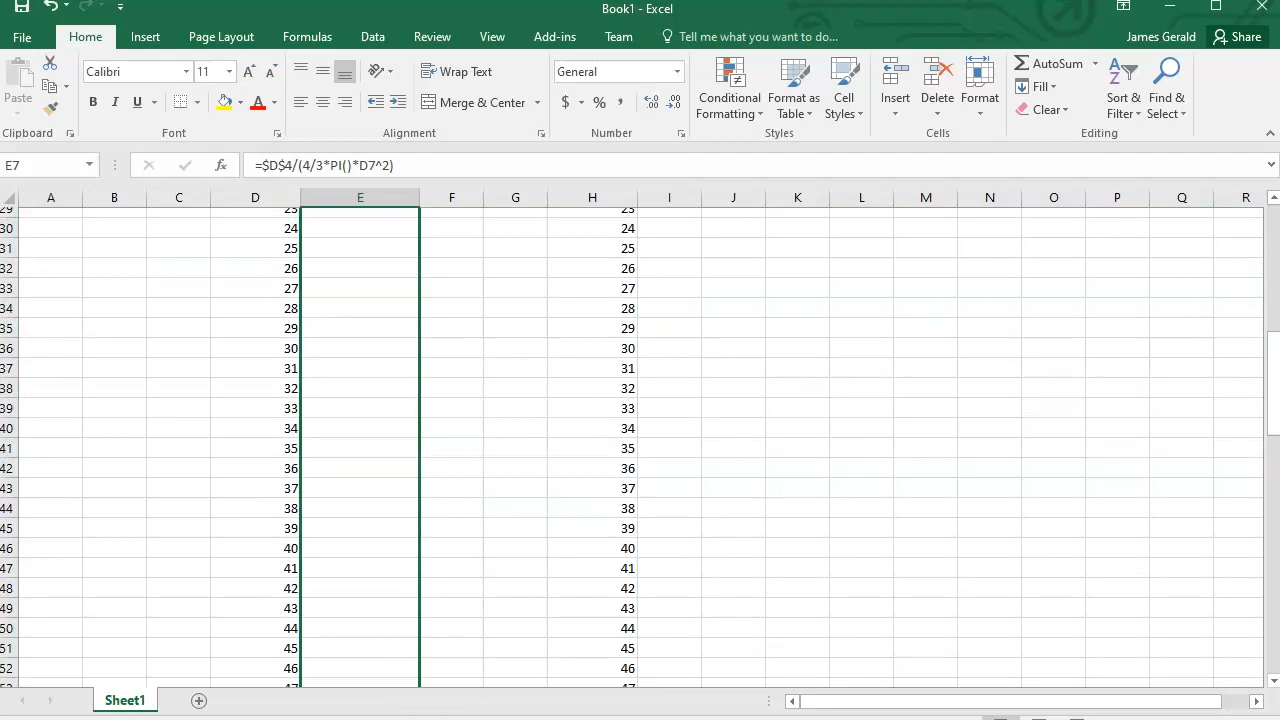 Book1 - Excel
File Home Insert Page Layout Formulas Data Review View Add-ins Team Tell me what you want to do... James Gerald Share
Paste Calibri 11 Wrap Text General Conditional Formatting Format as Table Cell Styles Insert Delete Format AutoSum Fill Clear Sort & Filter Find & Select
B I U Merge & Center $ % ,
Clipboard Font Alignment Number Styles Cells Editing
E7 fx =$D$4/(4/3*PI()*D7^2)
A B C D E F G H I J K L M N O P Q R
29 23 23
30 24 24
31 25 25
32 26 26
33 27 27
34 28 28
35 29 29
36 30 30
37 31 31
38 32 32
39 33 33
40 34 34
41 35 35
42 36 36
43 37 37
44 38 38
45 39 39
46 40 40
47 41 41
48 42 42
49 43 43
50 44 44
51 45 45
52 46 46
47 47
Sheet1